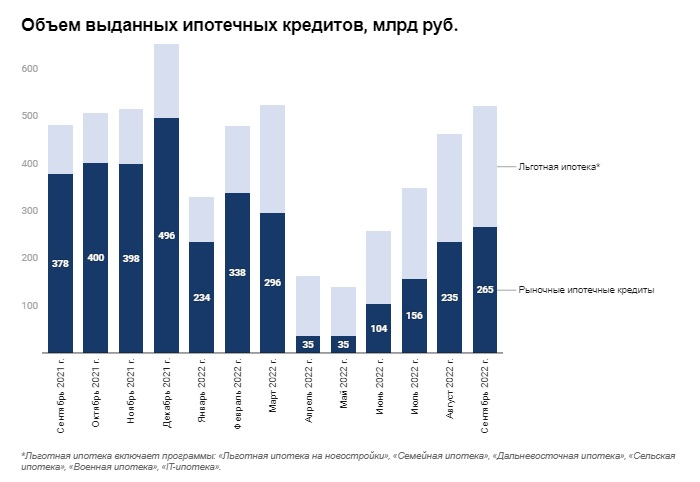 Объем выданных ипотечных кредитов, млрд руб.
600
500
400
300
200
100
378
400
398
496
234
338
296
35
35
104
156
235
265
Льготная ипотека*
Рыночные ипотечные кредиты
Сентябрь 2021 г.
Октябрь 2021 г.
Ноябрь 2021 г.
Декабрь 2021 г.
Январь 2022 г.
Февраль 2022 г.
Март 2022 г.
Апрель 2022 г.
Май 2022 г.
Июнь 2022 г.
Июль 2022 г.
Август 2022 г.
Сентябрь 2022 г.
*Льготная ипотека включает программы: «Льготная ипотека на новостройки», «Семейная ипотека», «Дальневосточная ипотека», «Сельская
ипотека», «Военная ипотека», «IT-ипотека».